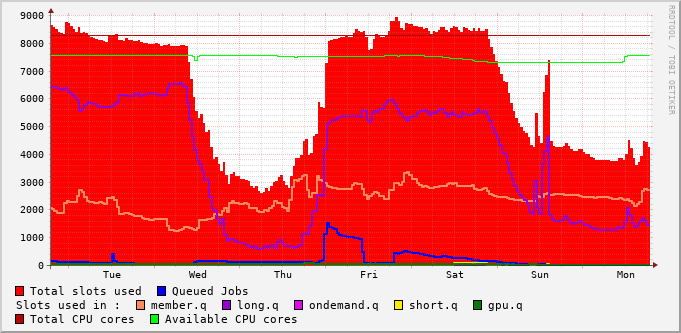 RRDTOOL / TOBI OETIKER
9000
8000
7000
6000
5000
4000
3000
2000
1000
0
Tue Wed Thu Fri Sat Sun Mon
Total slots used Queued Jobs
Slots used in : member.q long.q ondemand.q short.q gpu.q
Total CPU cores Available CPU cores